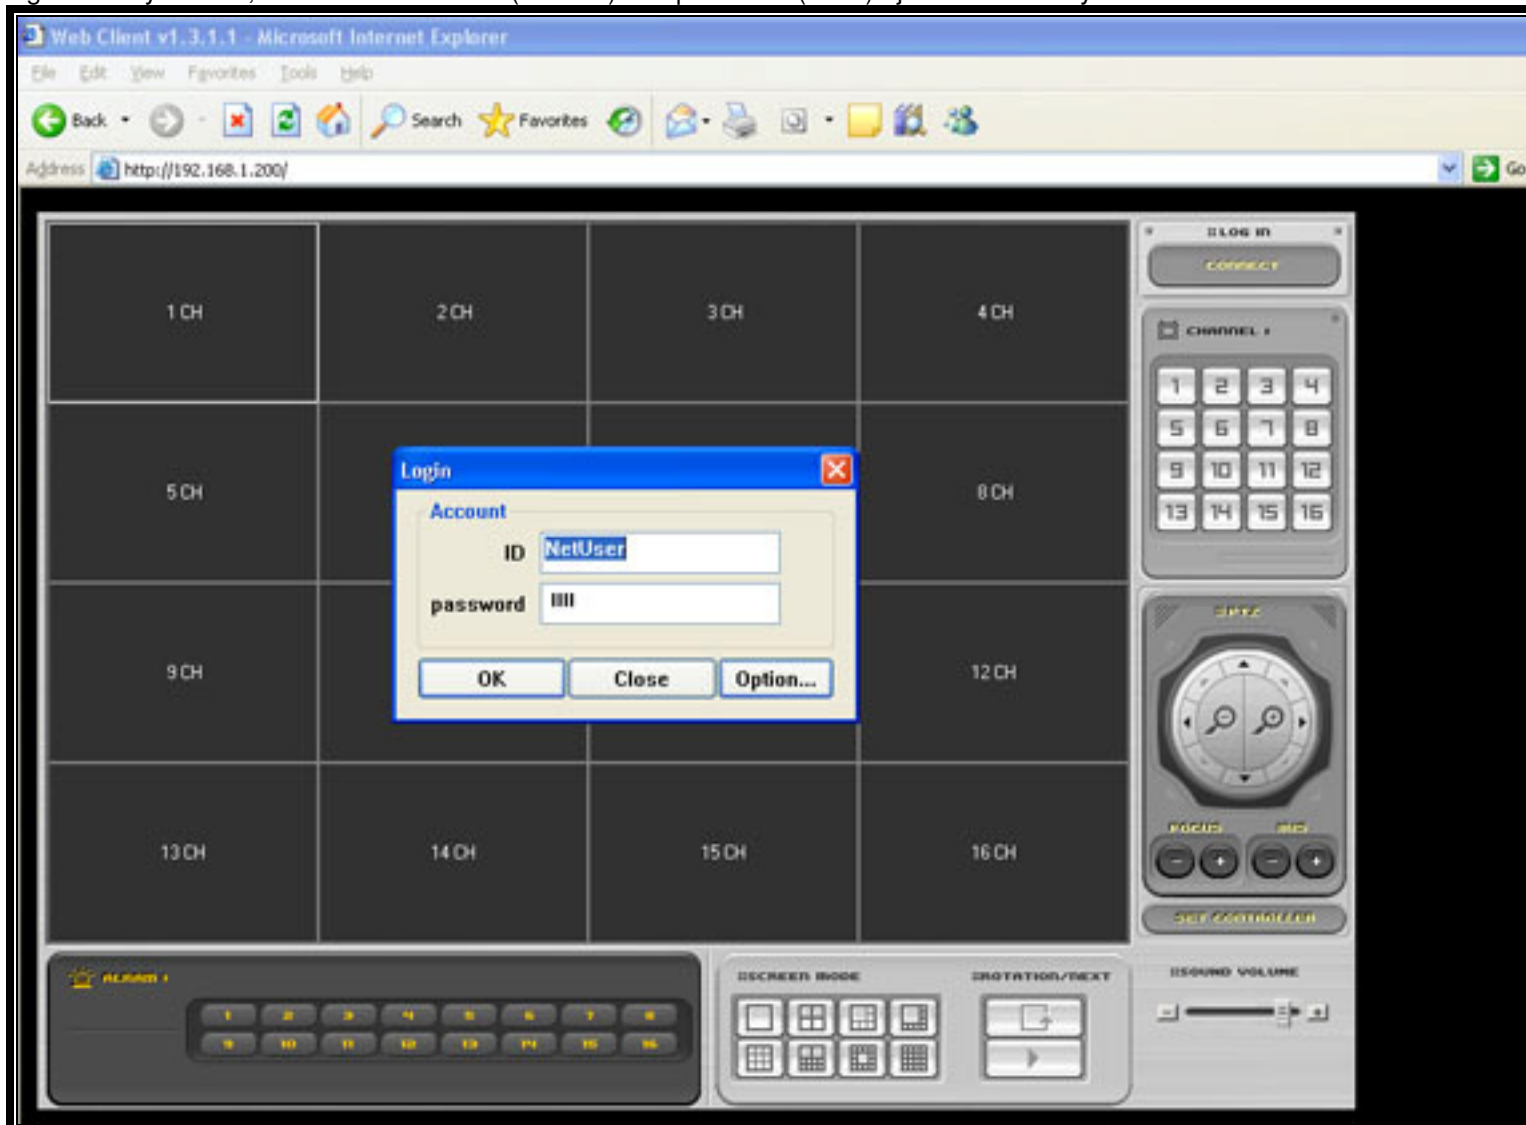 Web Client v1.3.1.1 - Microsoft Internet Explorer
File Edit View Favorites Tools Help
Back Search Favorites
Address http://192.168.1.200/ Go
1 CH 2 CH 3 CH 4 CH
LOG IN
CONNECT
CHANNEL
1 2 3 4
5 6 7 8
9 10 11 12
13 14 15 16
5 CH 8 CH
Login
Account
ID NetUser
password
OK Close Option...
9 CH 12 CH
PTZ
FOCUS IRIS
- + - +
SET CONTROLLER
13 CH 14 CH 15 CH 16 CH
ALRAM
1 2 3 4 5 6 7 8
9 10 11 12 13 14 15 16
SCREEN MODE ROTATION/NEXT
SOUND VOLUME
- +